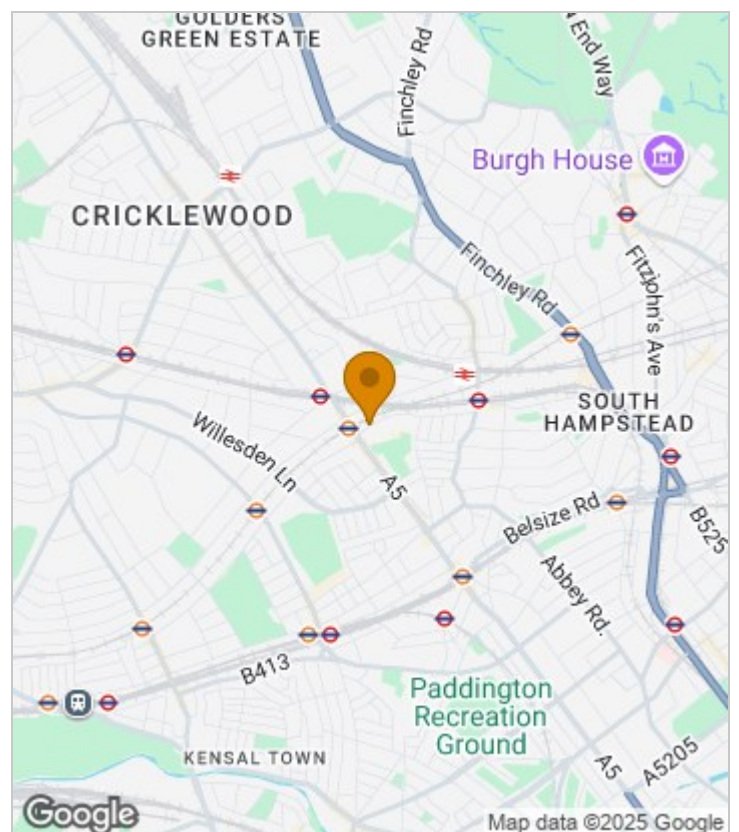 GOLDERS
GREEN ESTATE
Finchley Rd
End Way
Burgh House
CRICKLEWOOD
Finchley Rd
Fitzjohn's Ave
SOUTH
HAMPSTEAD
Willesden Ln
A5
Belsize Rd
B525
Abbey Rd.
B413
Paddington
Recreation
Ground
KENSAL TOWN
A5
A5205
Google
Map data ©2025 Google